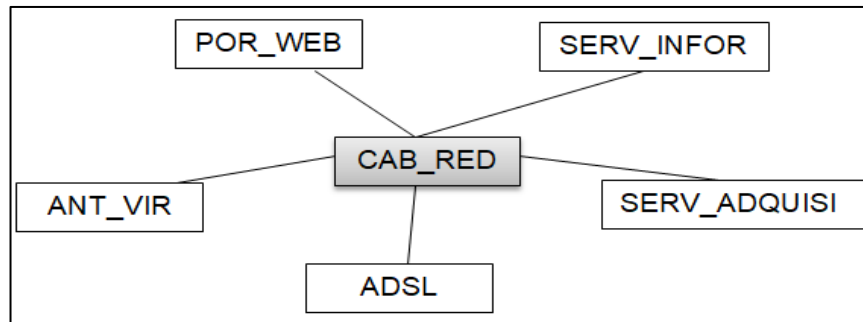 POR_WEB
SERV_INFOR
CAB_RED
ANT_VIR
SERV_ADQUISI
ADSL